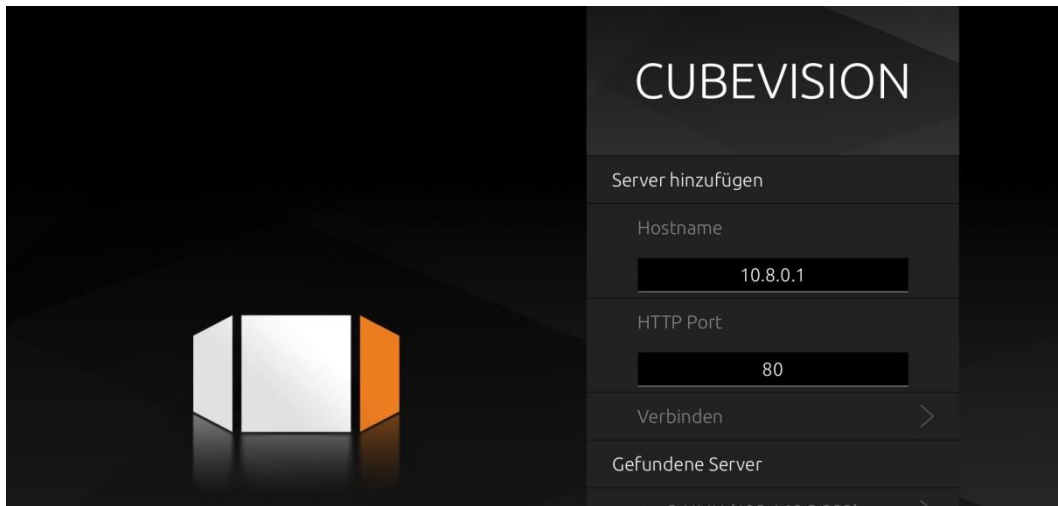 CUBEVISION
Server hinzufügen
Hostname
10.8.0.1
HTTP Port
80
Verbinden
Gefundene Server